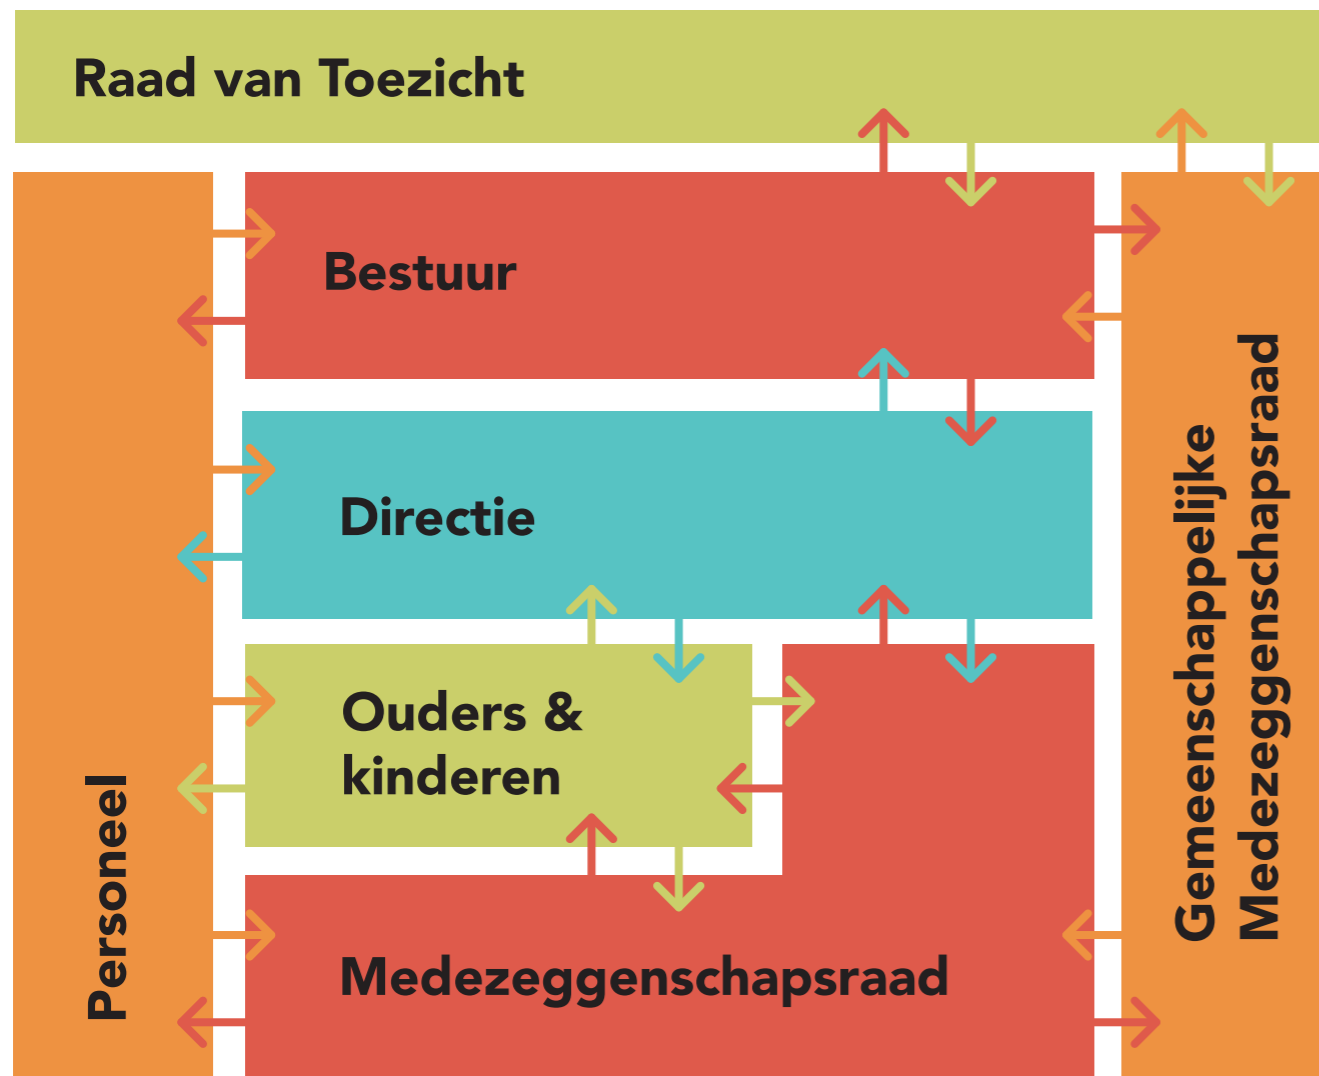 Raad van Toezicht
Bestuur
Directie
Ouders &
kinderen
Medezeggenschapsraad
Personeel
Gemeenschappelijke
Medezeggenschapsraad